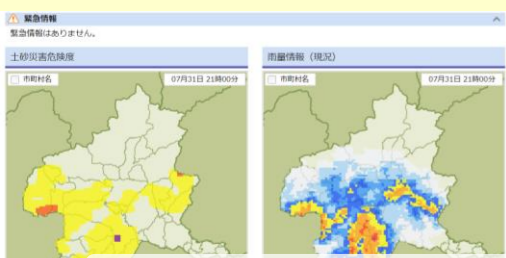 緊急情報
緊急情報はありません。
土砂災害危険度
雨量情報（現況）
市町村名
07月31日 21時00分
市町村名
07月31日 21時00分